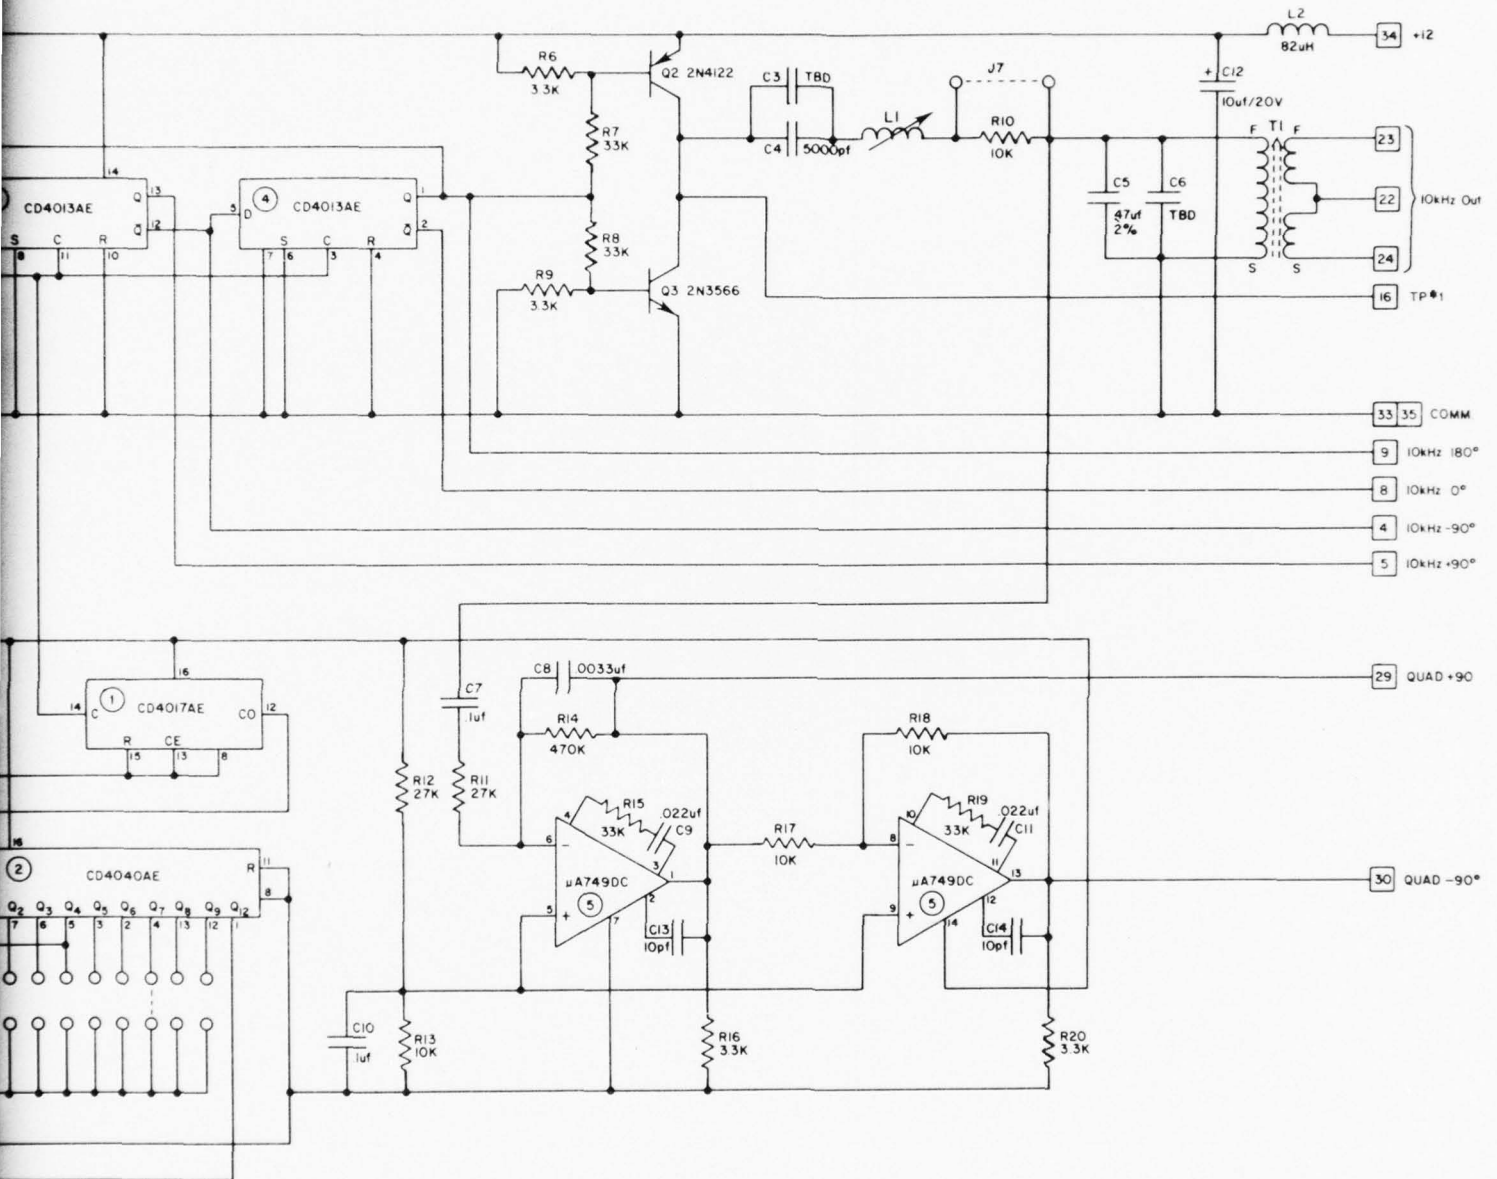 L2
82uH
34 +12
R6
3.3K
Q2 2N4122
C3 TBD
J7
+ C12
10uf/20V
R7
33K
C4 5000pf
L1
R10
10K
F T1 F
23
14
CD4013AE
Q 13
Q̄ 12
S C R
8 11 10
4
CD4013AE
5 D
Q 1
Q̄ 2
S C R
7 6 3 4
C5
.47uf
2%
C6
TBD
22 10kHz Out
R8
33K
S S
24
R9
3.3K
Q3 2N3566
16 TP#1
33 35 COMM.
9 10kHz 180°
8 10kHz 0°
4 10kHz -90°
5 10kHz +90°
16
1
CD4017AE
14 C
CO 12
R CE
15 13 8
C7
.1uf
C8 .0033uf
R14
470K
29 QUAD +90
R18
10K
R12
27K
R11
27K
4 R15
33K
.022uf
C9
10 R19
33K
.022uf
C11
R17
10K
6 −
3
1
μA749DC
5
5 +
2
7
C13
10pf
8 −
11
13
μA749DC
5
9 +
12
14
C14
10pf
30 QUAD -90°
16
2
CD4040AE
R 11
8
Q2 Q3 Q4 Q5 Q6 Q7 Q8 Q9 Q12
7 6 5 3 2 4 13 12 1
C10
.1uf
R13
10K
R16
3.3K
R20
3.3K